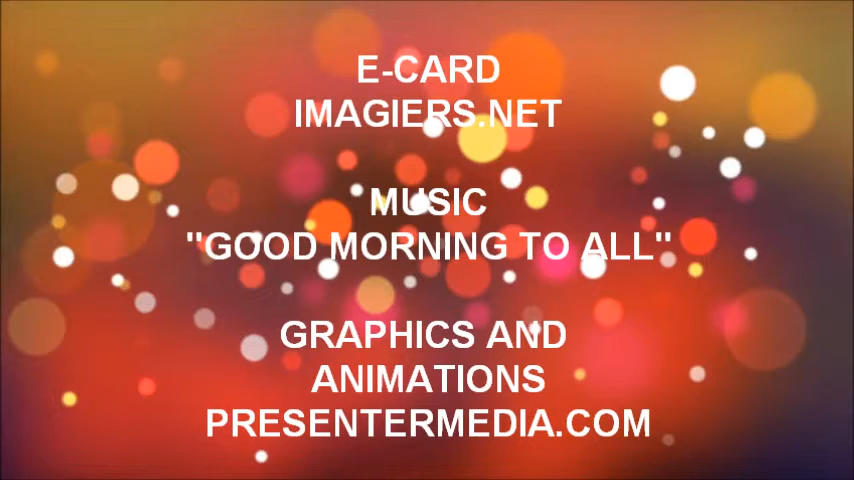 E-CARD
IMAGIERS.NET
MUSIC
"GOOD MORNING TO ALL"
GRAPHICS AND
ANIMATIONS
PRESENTERMEDIA.COM